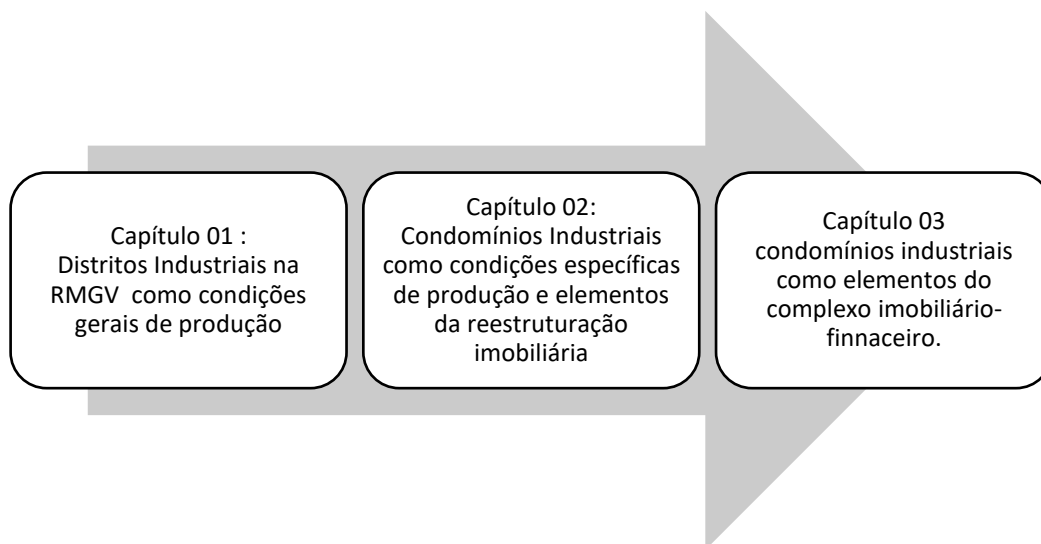 Capítulo 01 :
Distritos Industriais na
RMGV como condições
gerais de produção
Capítulo 02:
Condomínios Industriais
como condições específicas
de produção e elementos
da reestruturação
imobiliária
Capítulo 03
condomínios industriais
como elementos do
complexo imobiliário-
finnaceiro.